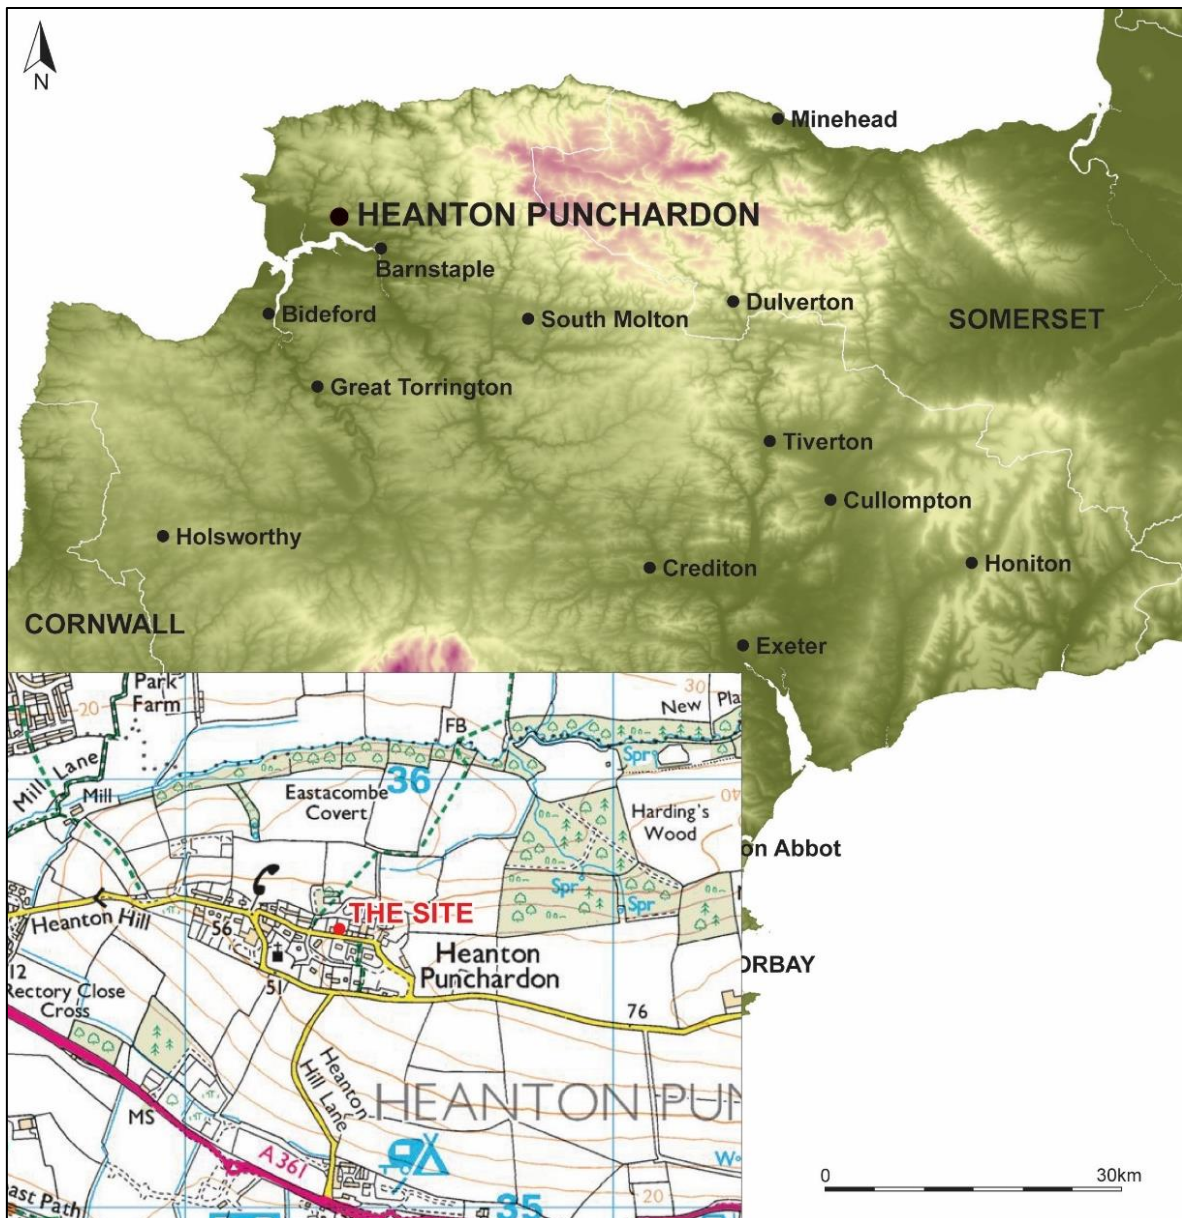 N
Minehead
HEANTON PUNCHARDON
Barnstaple
Bideford
South Molton
Dulverton
SOMERSET
Great Torrington
Tiverton
Cullompton
Holsworthy
Crediton
Honiton
CORNWALL
Exeter
on Abbot
ORBAY
0
30km
Park
Farm
20
FB
30
New
Pla
Spr
Mill Lane
Mill
36
Eastacombe
Covert
Harding's
Wood
40
Spr
Spr
Heanton Hill
56
THE SITE
Heanton
Punchardon
12
Rectory Close
Cross
51
76
Heanton
Hill Lane
HEANTON PUN
MS
A 361
W
ast Path
35
20